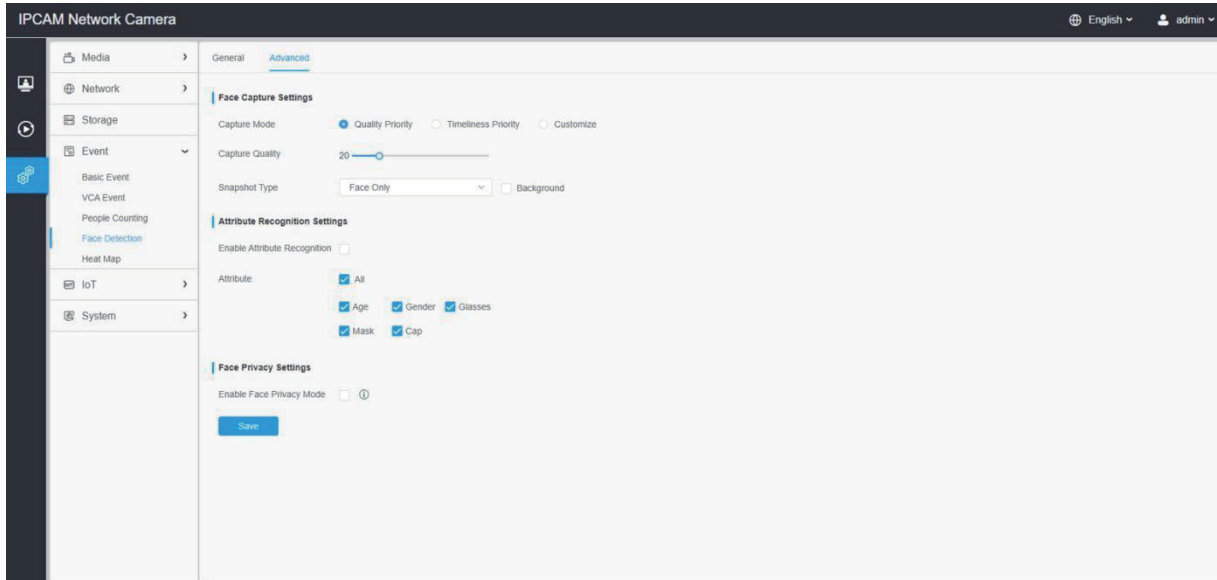 IPCAM Network Camera
English
admin
Media
Network
Storage
Event
Basic Event
VCA Event
People Counting
Face Detection
Heat Map
IoT
System
General Advanced
Face Capture Settings
Capture Mode Quality Priority Timeliness Priority Customize
Capture Quality 20
Snapshot Type Face Only Background
Attribute Recognition Settings
Enable Attribute Recognition
Attribute All
Age Gender Glasses
Mask Cap
Face Privacy Settings
Enable Face Privacy Mode
Save